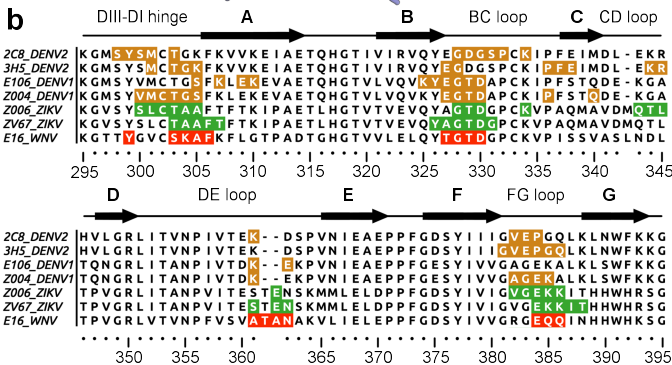 b
DIII-DI hinge A B BC loop C CD loop
2C8_DENV2 KGMSYSMCTGKFKVVKEIAETQHGTIVIRVQYEGDGSPCKIPFEIMDL-EKR
3H5_DENV2 KGMSYSMCTGKFKVVKEIAETQHGTIVIRVQYEGDGSPCKIPFEIMDL-EKR
E106_DENV1 KGMSYVMCTGSFKLEKEVAETQHGTVLVQVKYEGTDAPCKIPFSTQDE-KGA
Z004_DENV1 KGMSYVMCTGSFKLEKEVAETQHGTVLVQVKYEGTDAPCKIPFSTQDE-KGA
Z006_ZIKV KGVSYSLCTAAFTFTKIPAETLHGTVTVEVQYAGTDGPCKVPAQMAVDMQTL
ZV67_ZIKV KGVSYSLCTAAFTFTKIPAETLHGTVTVEVQYAGTDGPCKVPAQMAVDMQTL
E16_WNV KGTTYGVCSKAFKFLGTPADTGHGTVVLELQYTGTDGPCKVPISSVASLNDL
295 300 305 310 315 320 325 330 335 340 345
D DE loop E F FG loop G
2C8_DENV2 HVLGRLITVNPIVTEK--DSPVNIEAEPPFGDSYIIIGVEPGQLKLNWFKKG
3H5_DENV2 HVLGRLITVNPIVTEK--DSPVNIEAEPPFGDSYIIIGVEPGQLKLNWFKKG
E106_DENV1 TQNGRLITANPIVTDK--EKPVNIEAEPPFGESYIVVGAGEKALKLSWFKKG
Z004_DENV1 TQNGRLITANPIVTDK--EKPVNIEAEPPFGESYIVVGAGEKALKLSWFKKG
Z006_ZIKV TPVGRLITANPVITESTENSKMMLELDPPFGDSYIVIGVGEKKITHHWHRSG
ZV67_ZIKV TPVGRLITANPVITESTENSKMMLELDPPFGDSYIVIGVGEKKITHHWHRSG
E16_WNV TPVGRLVTVNPFVSVATANAKVLIELEPPFGDSYIVVGRGEQQINHHWHKSG
350 355 360 365 370 375 380 385 390 395